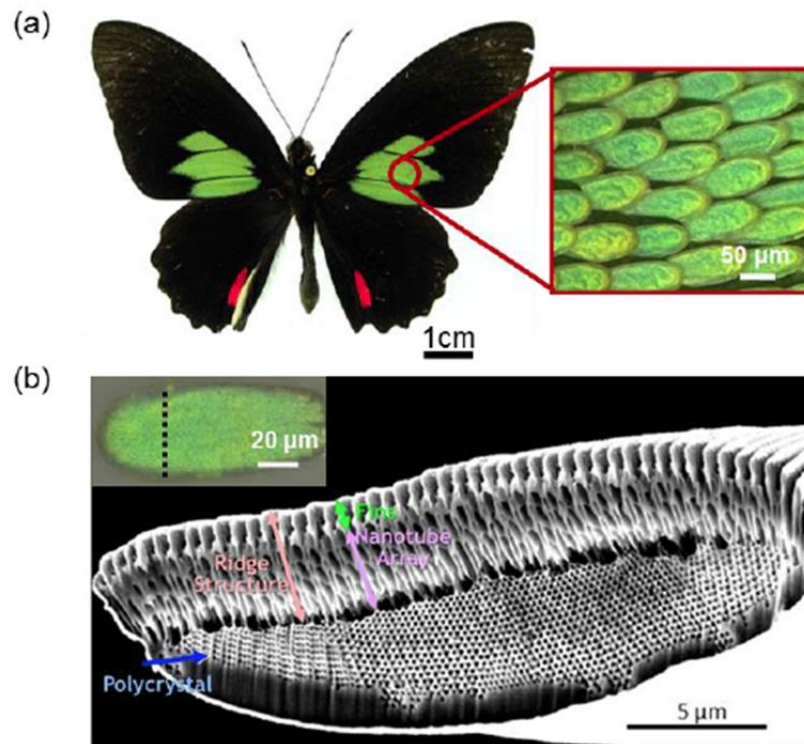 (a)
50 µm
1cm
(b)
20 µm
Fins
Nanotube
Array
Ridge
Structure
Polycrystal
5 µm